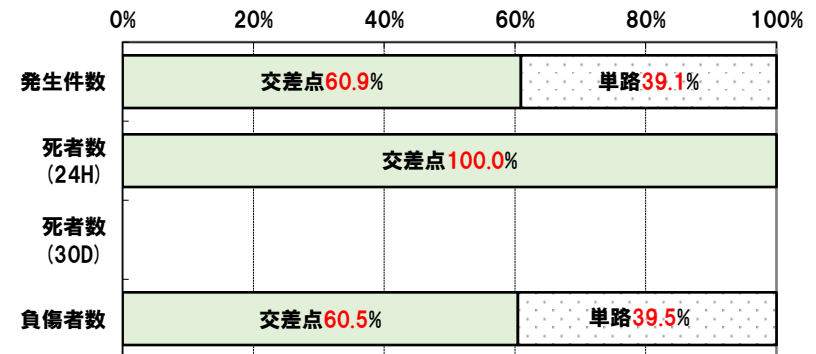 0% 20% 40% 60% 80% 100%
発生件数 交差点60.9% 単路39.1%
死者数
(24H)
交差点100.0%
死者数
(30D)
負傷者数 交差点60.5% 単路39.5%